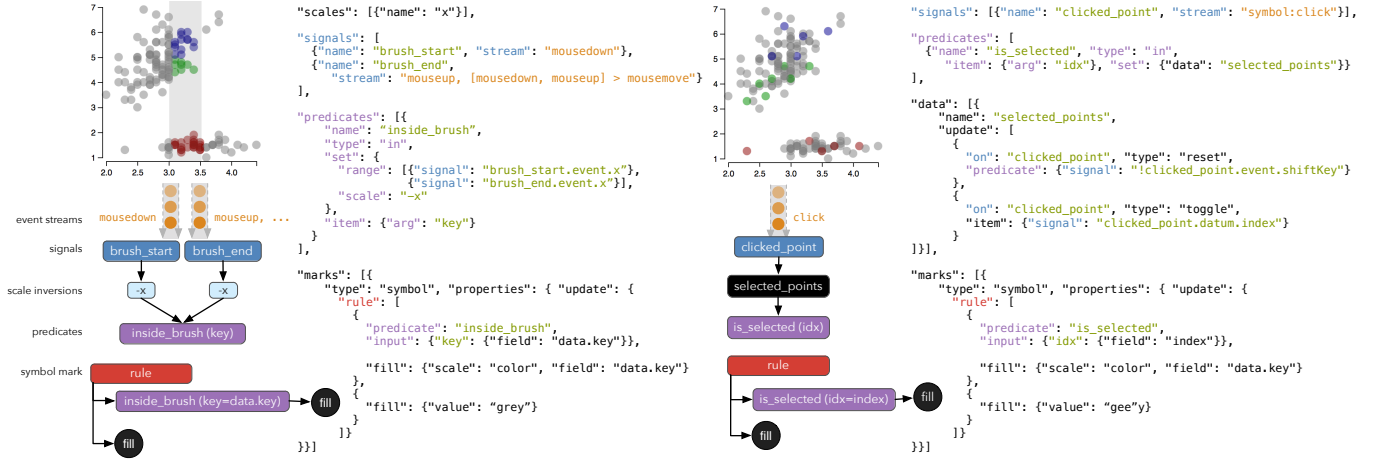 7
6
5
4
3
2
1
2.0 2.5 3.0 3.5 4.0
event streams
mousedown
mouseup, ...
signals
brush_start
brush_end
scale inversions
-x
-x
predicates
inside_brush (key)
symbol mark
rule
inside_brush (key=data.key)
fill
fill
"scales": [{"name": "x"}],
"signals": [
{"name": "brush_start", "stream": "mousedown"},
{"name": "brush_end",
"stream": "mouseup, [mousedown, mouseup] > mousemove"}
],
"predicates": [{
"name": “inside_brush”,
"type": "in",
"set": {
"range": [{"signal": "brush_start.event.x”},
{"signal": "brush_end.event.x"}],
"scale": "-x"
},
"item": {"arg": "key"}
}
],
"marks": [{
"type": "symbol", "properties": { "update": {
"rule": [
{
"predicate": "inside_brush",
"input": {"key": {"field": "data.key"}},
"fill": {"scale": "color", "field": "data.key"}
},
{
"fill": {"value": “grey”}
}
]}
}}]
7
6
5
4
3
2
1
2.0 2.5 3.0 3.5 4.0
click
clicked_point
selected_points
is_selected (idx)
rule
is_selected (idx=index)
fill
fill
"signals": [{"name": "clicked_point", "stream": "symbol:click"}],
"predicates": [
{"name": "is_selected", "type": "in",
"item": {"arg": "idx"}, "set": {"data": "selected_points"}}
],
"data": [{
"name": "selected_points",
"update": [
{
"on": "clicked_point", "type": "reset",
"predicate": {"signal": "!clicked_point.event.shiftKey"}
},
{
"on": "clicked_point", "type": "toggle",
"item": {"signal": "clicked_point.datum.index"}
}
]}],
"marks": [{
"type": "symbol", "properties": { "update": {
"rule": [
{
"predicate": "is_selected",
"input": {"idx": {"field": "index"}},
"fill": {"scale": "color", "field": "data.key"}
},
{
"fill": {"value": “gee”y}
}
]}
}}]